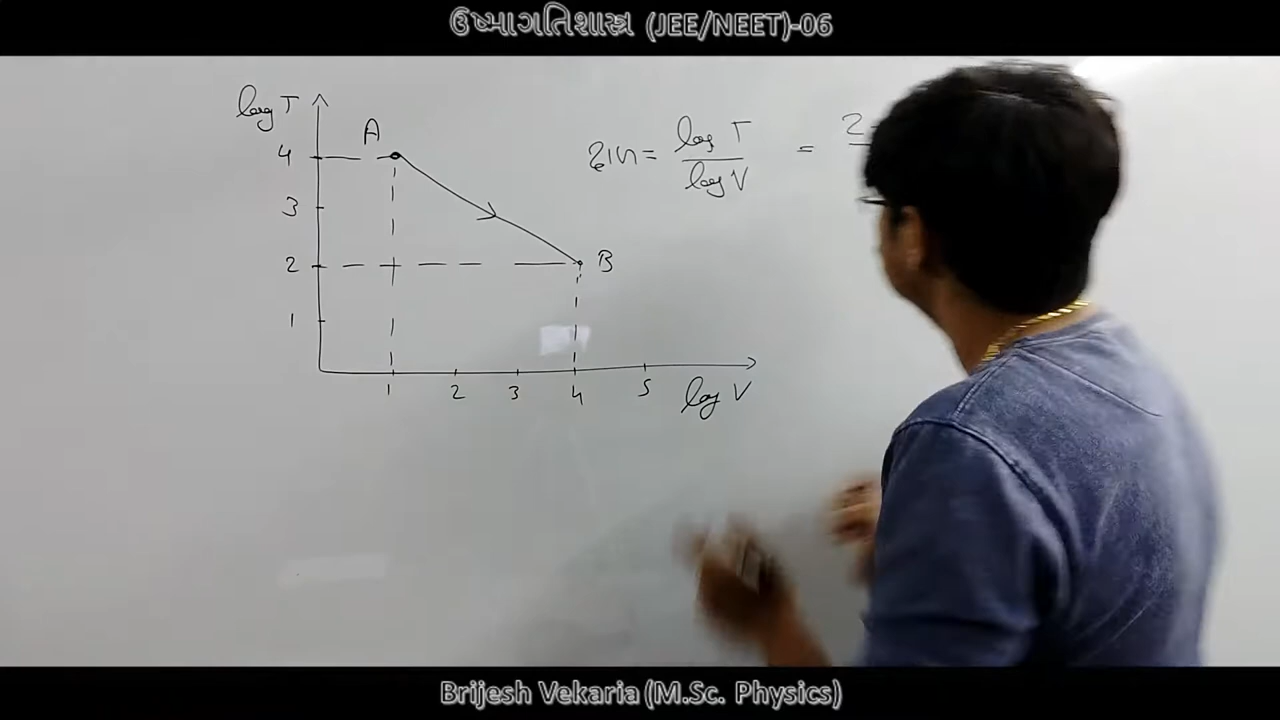 ઉષ્માગતિશાસ્ત્ર (JEE/NEET)-06
log T
A
4
3
2
1
B
1 2 3 4 5 log V
ઢાળ = log T / log V = 2
Brijesh Vekaria (M.Sc. Physics)